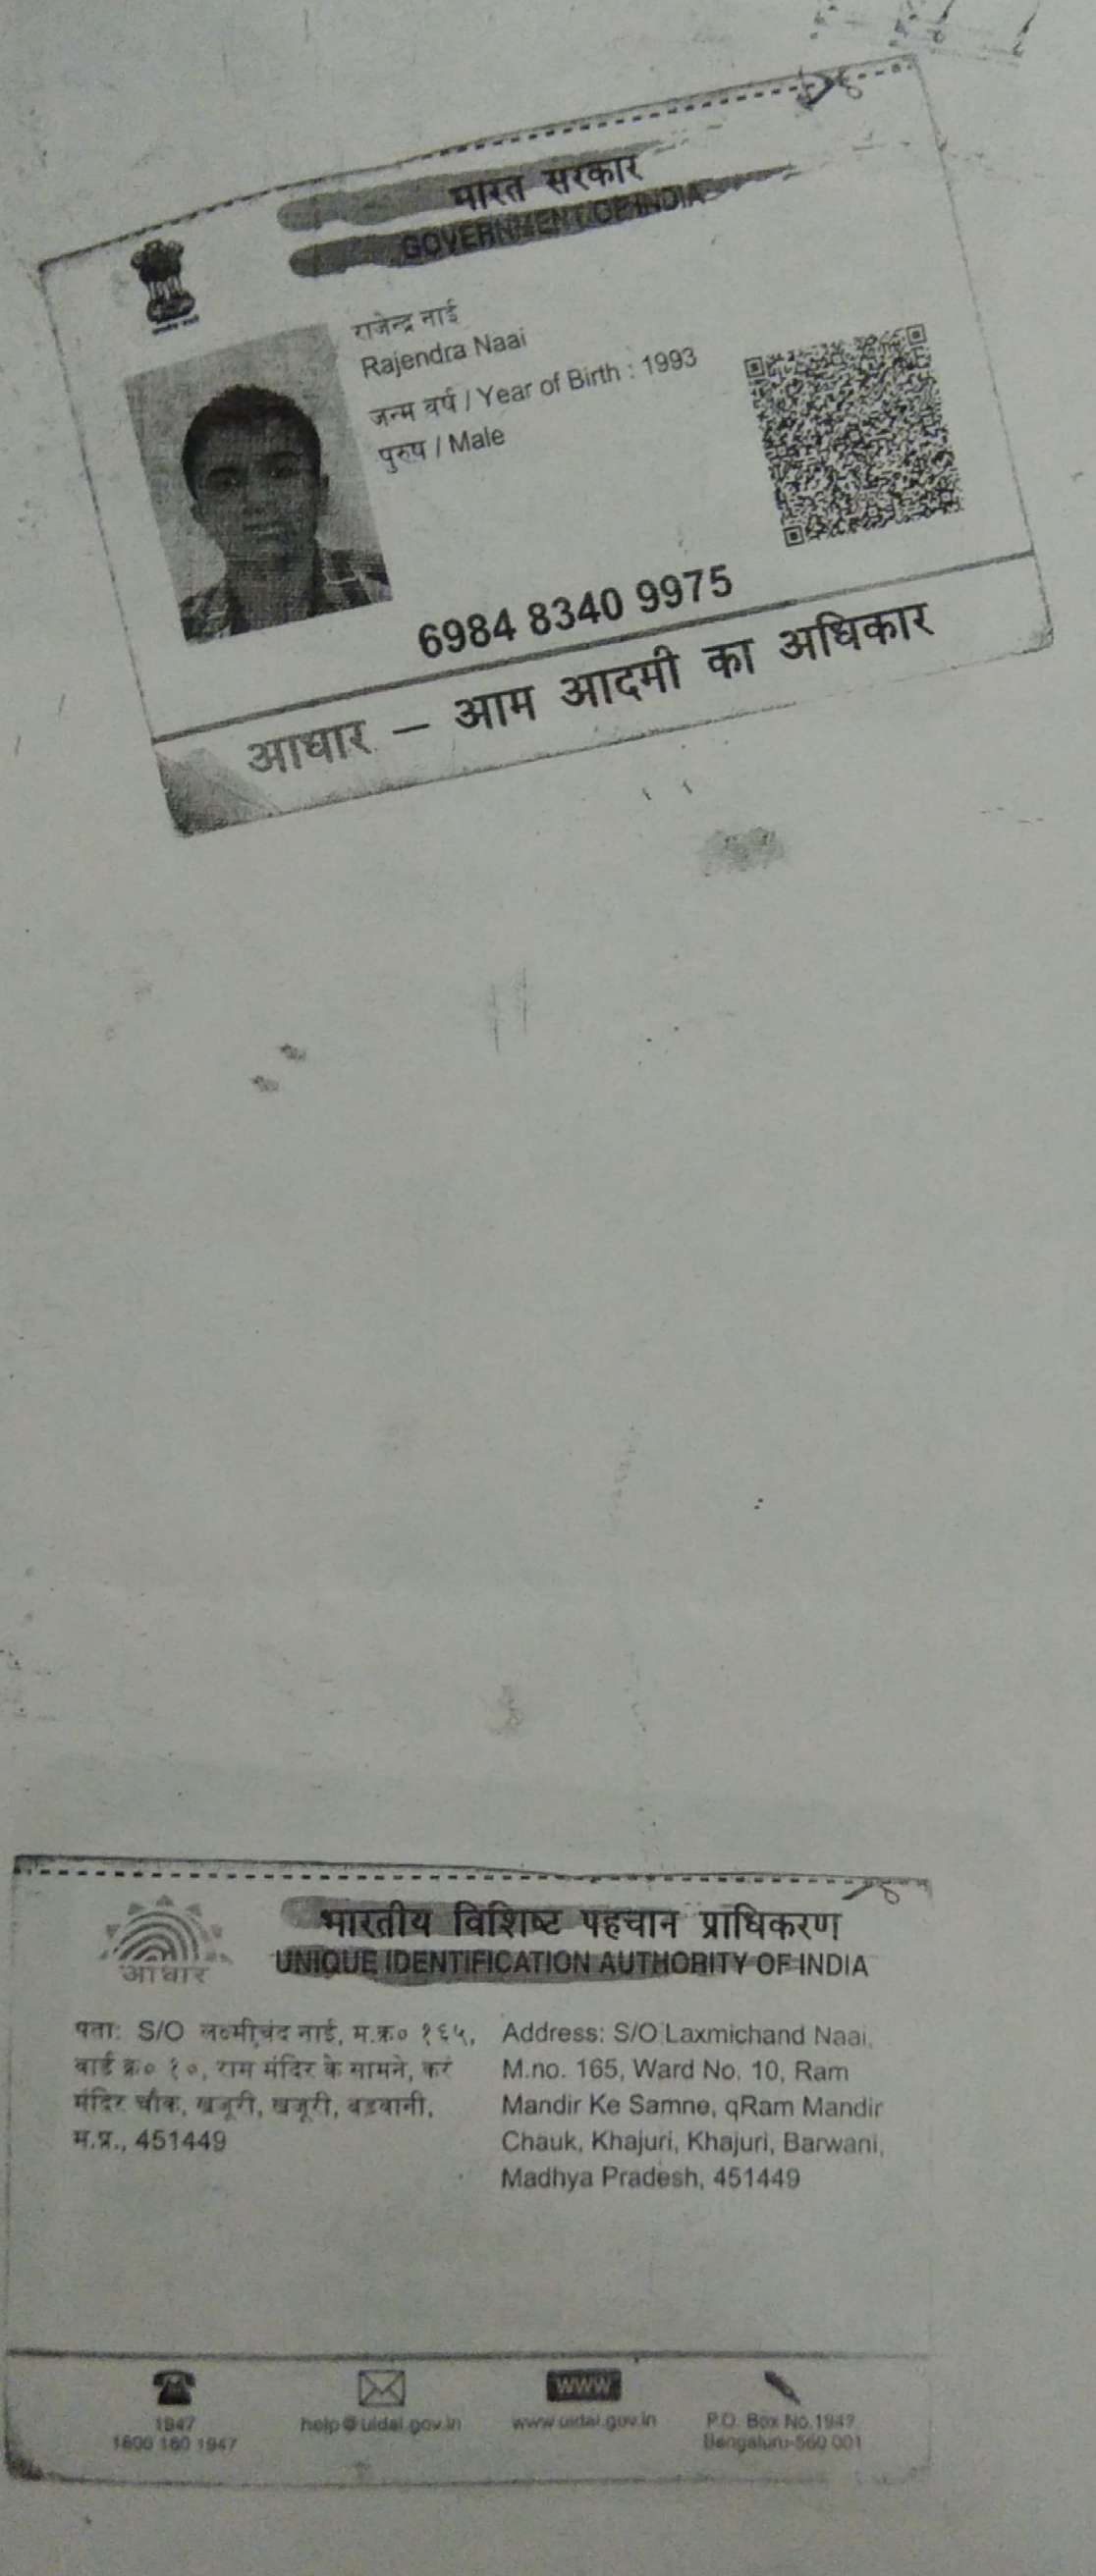 भारत सरकार
GOVERNMENT OF INDIA
राजेन्द्र नाई
Rajendra Naai
जन्म वर्ष / Year of Birth : 1993
पुरुष / Male
6984 8340 9975
आधार – आम आदमी का अधिकार
भारतीय विशिष्ट पहचान प्राधिकरण
UNIQUE IDENTIFICATION AUTHORITY OF INDIA
आधार
पता: S/O लक्ष्मीचंद नाई, म.क्र० १६५,
वार्ड क्र० १०, राम मंदिर के सामने, करं
मंदिर चौक, खजूरी, खजूरी, बड़वानी,
म.प्र., 451449
Address: S/O Laxmichand Naai,
M.no. 165, Ward No. 10, Ram
Mandir Ke Samne, qRam Mandir
Chauk, Khajuri, Khajuri, Barwani,
Madhya Pradesh, 451449
1947
1800 180 1947
help@uidai.gov.in
WWW
www.uidai.gov.in
P.O. Box No.1947
Bengaluru-560 001